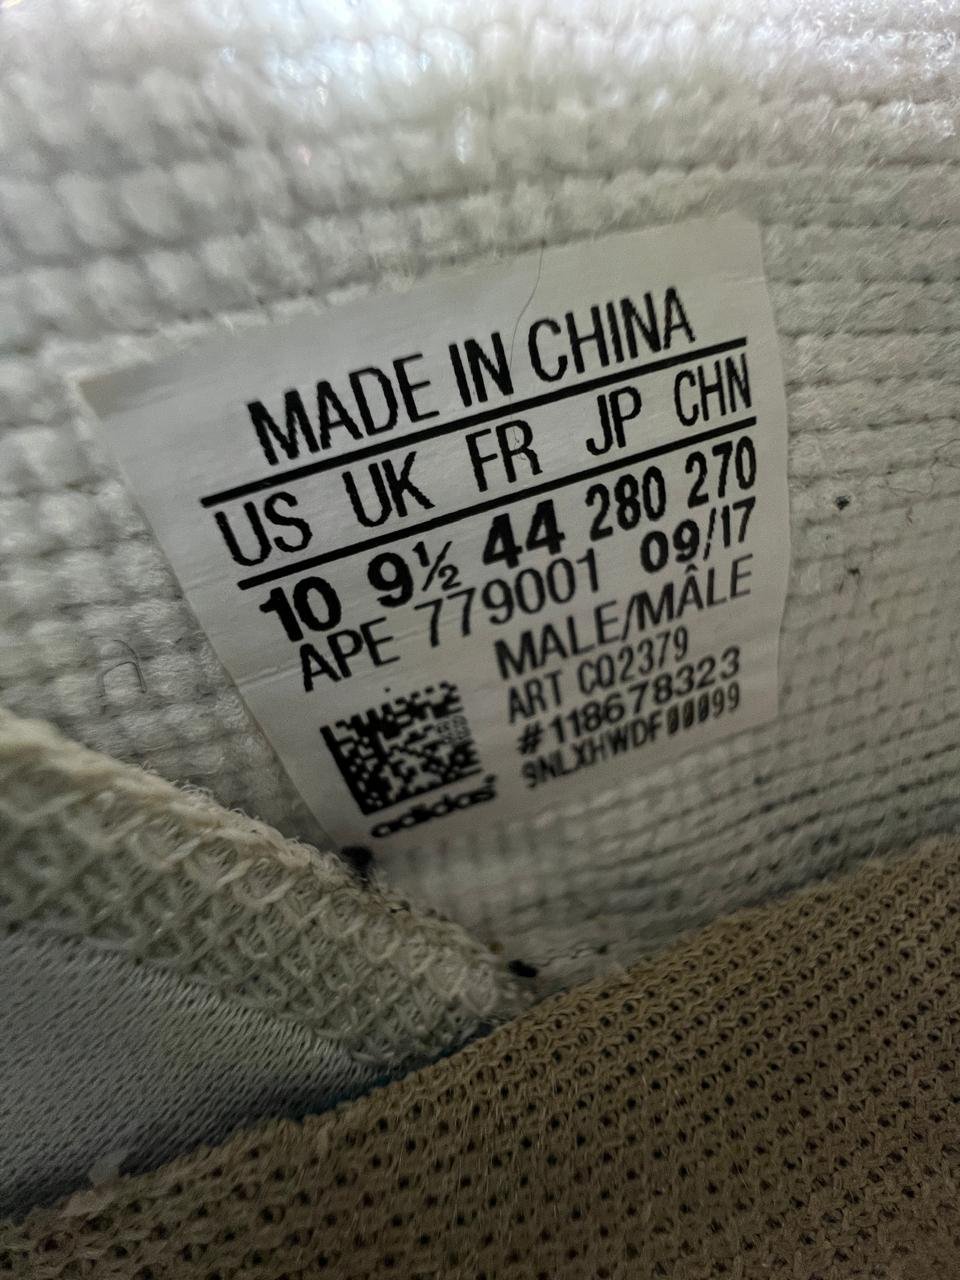 MADE IN CHINA
US UK FR JP CHN
10 9½ 44 280 270
APE 779001 09/17
MALE/MÂLE
ART CQ2379
#118678323
9NLXHWDF00099
adidas